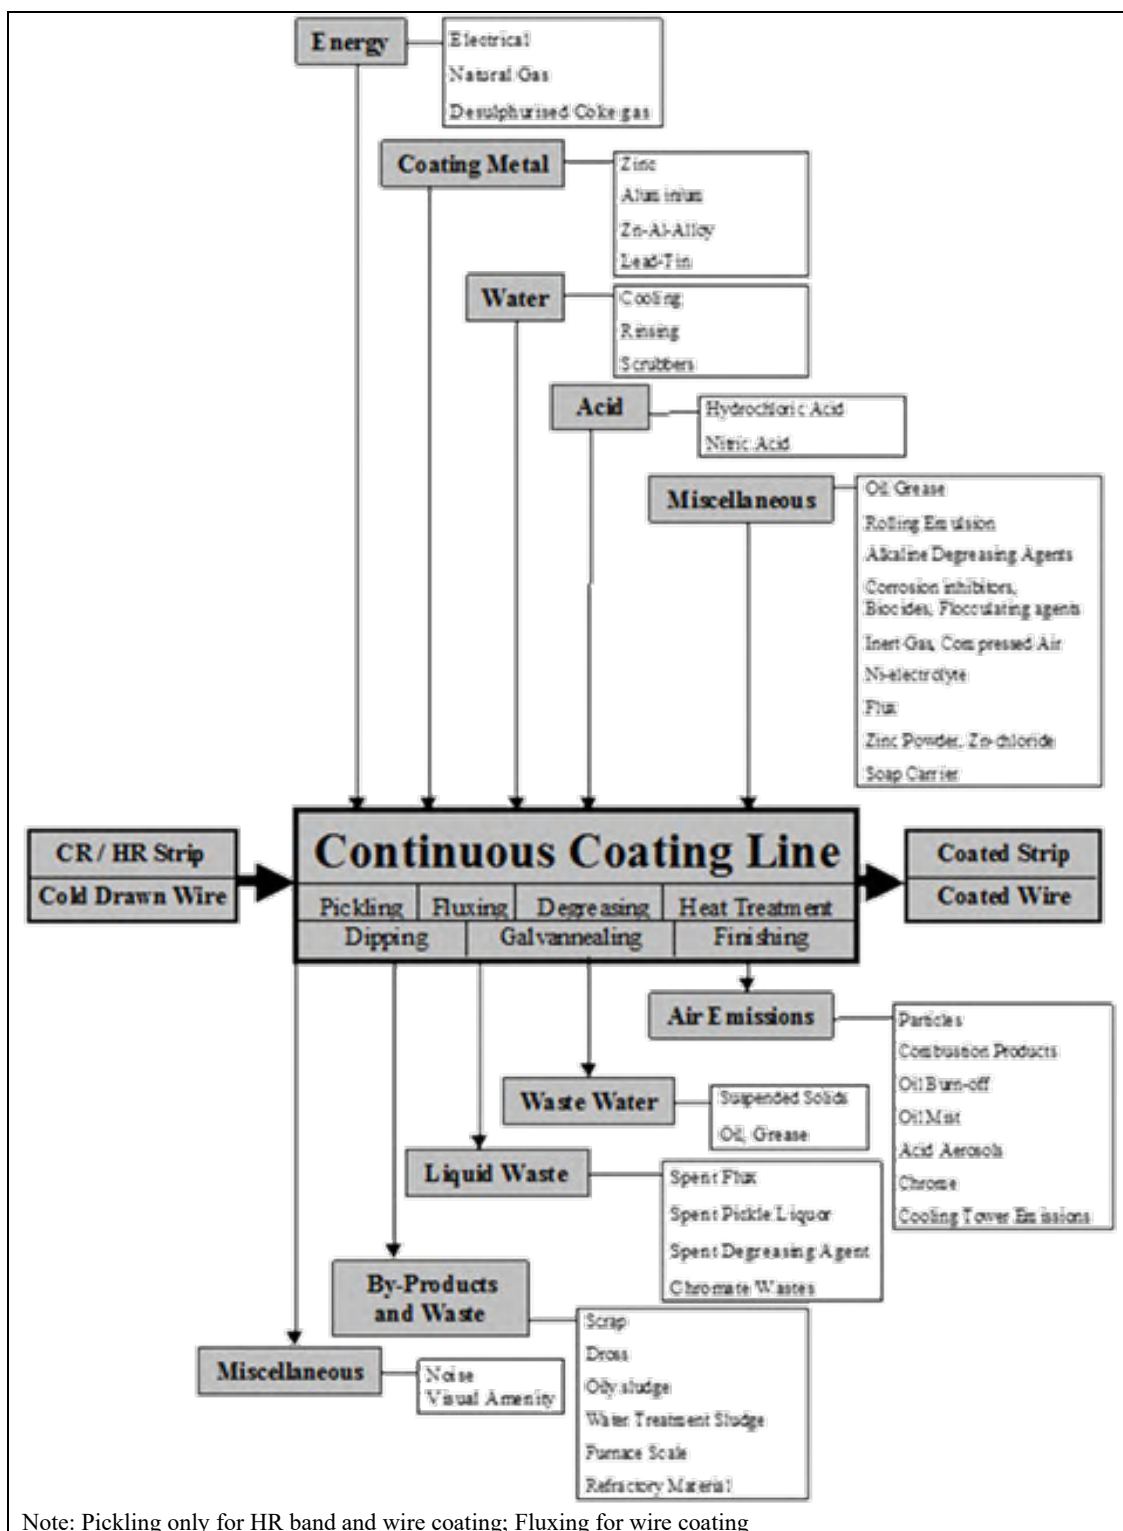 Energy
Electrical
Natural Gas
Desulphurised Coke gas
Coating Metal
Zinc
Aluminium
Zn-Al-Alloy
Lead-Tin
Water
Cooling
Rinsing
Scrubbers
Acid
Hydrochloric Acid
Nitric Acid
Miscellaneous
Oil, Grease
Rolling Emulsion
Alkaline Degreasing Agents
Corrosion inhibitors,
Biocides, Flocculating agents
Inert Gas, Compressed Air
Ni-electrolyte
Flux
Zinc Powder, Zn-chloride
Soap Carrier
CR / HR Strip
Cold Drawn Wire
Continuous Coating Line
Pickling Fluxing Degreasing Heat Treatment
Dipping Galvannealing Finishing
Coated Strip
Coated Wire
Air Emissions
Particles
Combustion Products
Oil Burn-off
Oil Mist
Acid Aerosols
Chrome
Cooling Tower Emissions
Waste Water
Suspended Solids
Oil, Grease
Liquid Waste
Spent Flux
Spent Pickle Liquor
Spent Degreasing Agent
Chromate Wastes
By-Products
and Waste
Scrap
Dross
Oily sludge
Water Treatment Sludge
Furnace Scale
Refractory Material
Miscellaneous
Noise
Visual Amenity
Note: Pickling only for HR band and wire coating; Fluxing for wire coating